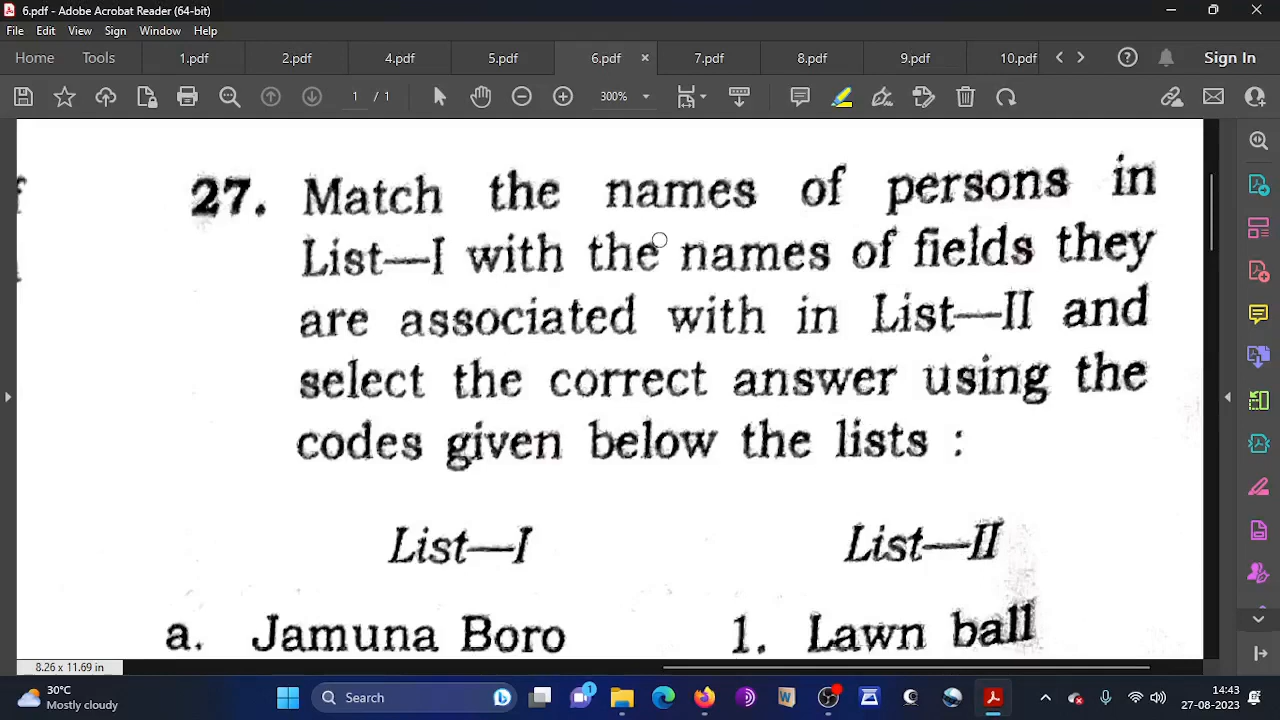 6.pdf - Adobe Acrobat Reader (64-bit)
File Edit View Sign Window Help
Home Tools 1.pdf 2.pdf 4.pdf 5.pdf 6.pdf × 7.pdf 8.pdf 9.pdf 10.pdf Sign In
1 / 1 300%
27. Match the names of persons in
List—I with the names of fields they
are associated with in List—II and
select the correct answer using the
codes given below the lists :
List—I List—II
a. Jamuna Boro 1. Lawn ball
8.26 x 11.69 in
30°C
Mostly cloudy
Search
1
14:43
27-08-2023